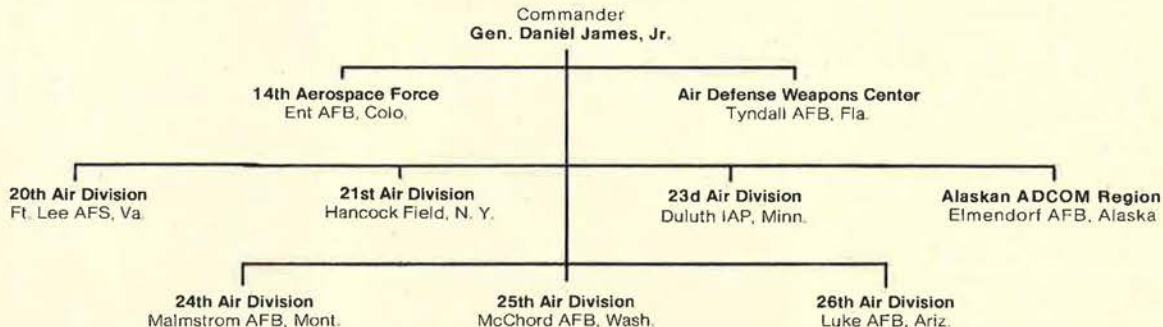 Commander
Gen. Daniel James, Jr.
14th Aerospace Force
Ent AFB, Colo.
Air Defense Weapons Center
Tyndall AFB, Fla.
20th Air Division
Ft. Lee AFS, Va.
21st Air Division
Hancock Field, N. Y.
23d Air Division
Duluth IAP, Minn.
Alaskan ADCOM Region
Elmendorf AFB, Alaska
24th Air Division
Malmstrom AFB, Mont.
25th Air Division
McChord AFB, Wash.
26th Air Division
Luke AFB, Ariz.